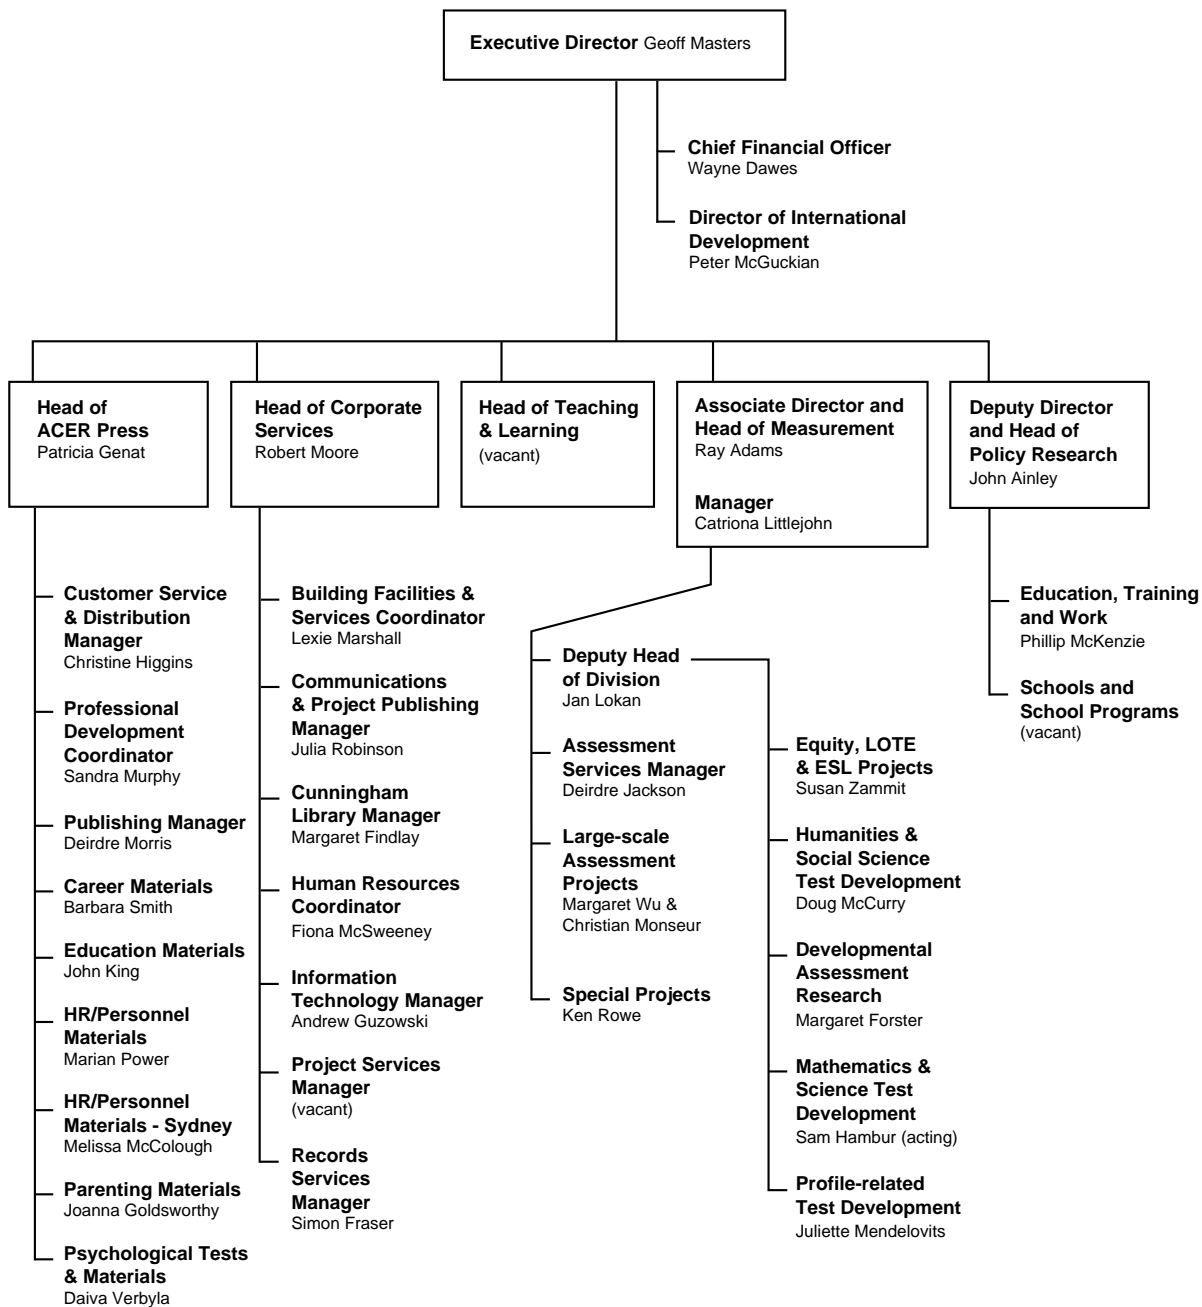 Executive Director Geoff Masters
Chief Financial Officer
Wayne Dawes
Director of International
Development
Peter McGuckian
Head of
ACER Press
Patricia Genat
Head of Corporate
Services
Robert Moore
Head of Teaching
& Learning
(vacant)
Associate Director and
Head of Measurement
Ray Adams
Manager
Catriona Littlejohn
Deputy Director
and Head of
Policy Research
John Ainley
Customer Service
& Distribution
Manager
Christine Higgins
Professional
Development
Coordinator
Sandra Murphy
Publishing Manager
Deirdre Morris
Career Materials
Barbara Smith
Education Materials
John King
HR/Personnel
Materials
Marian Power
HR/Personnel
Materials - Sydney
Melissa McColough
Parenting Materials
Joanna Goldsworthy
Psychological Tests
& Materials
Daiva Verbyla
Building Facilities &
Services Coordinator
Lexie Marshall
Communications
& Project Publishing
Manager
Julia Robinson
Cunningham
Library Manager
Margaret Findlay
Human Resources
Coordinator
Fiona McSweeney
Information
Technology Manager
Andrew Guzowski
Project Services
Manager
(vacant)
Records
Services
Manager
Simon Fraser
Deputy Head
of Division
Jan Lokan
Assessment
Services Manager
Deirdre Jackson
Large-scale
Assessment
Projects
Margaret Wu &
Christian Monseur
Special Projects
Ken Rowe
Equity, LOTE
& ESL Projects
Susan Zammit
Humanities &
Social Science
Test Development
Doug McCurry
Developmental
Assessment
Research
Margaret Forster
Mathematics &
Science Test
Development
Sam Hambur (acting)
Profile-related
Test Development
Juliette Mendelovits
Education, Training
and Work
Phillip McKenzie
Schools and
School Programs
(vacant)